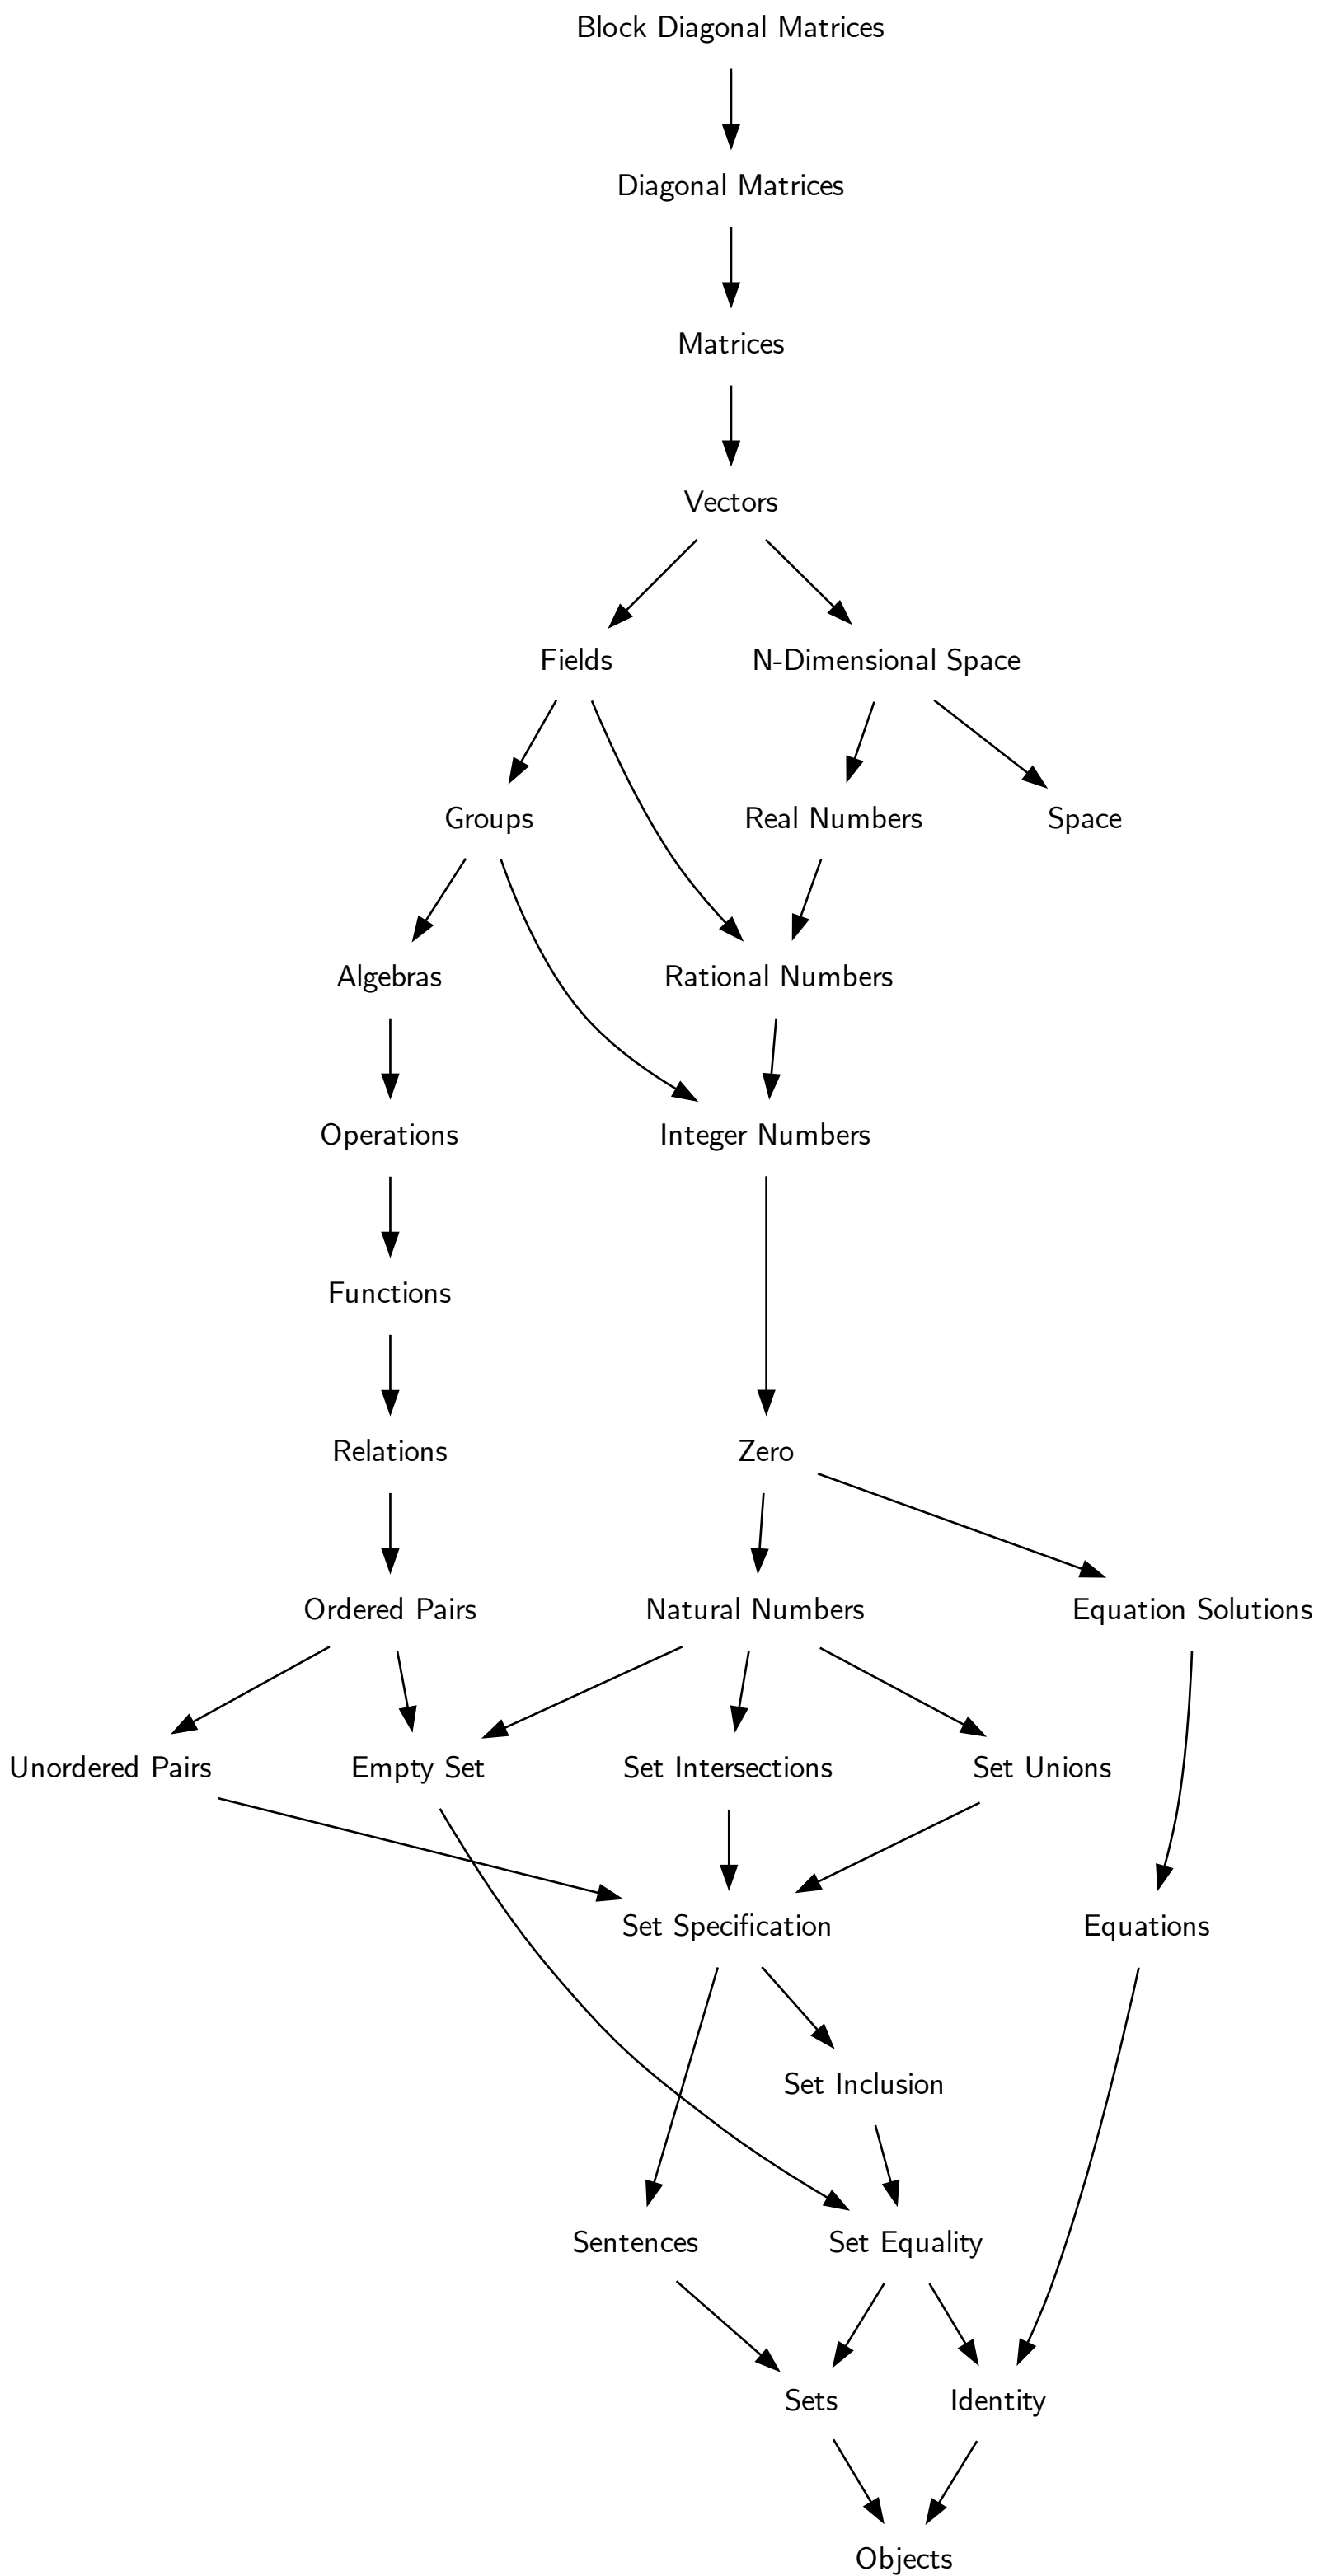 Block Diagonal Matrices
Diagonal Matrices
Matrices
Vectors
Fields
N-Dimensional Space
Groups
Real Numbers
Space
Algebras
Rational Numbers
Operations
Integer Numbers
Functions
Relations
Zero
Ordered Pairs
Natural Numbers
Equation Solutions
Unordered Pairs
Empty Set
Set Intersections
Set Unions
Set Specification
Equations
Set Inclusion
Sentences
Set Equality
Sets
Identity
Objects